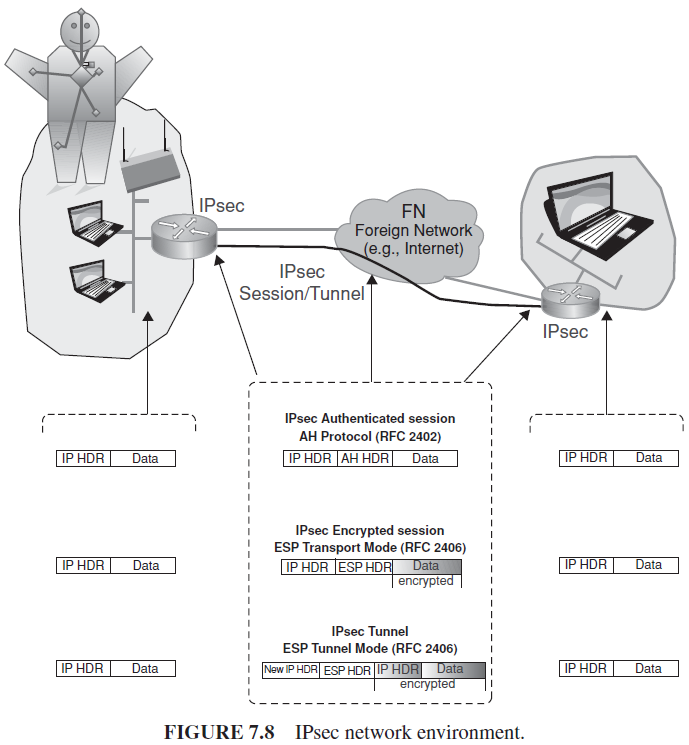 IPsec
FN
Foreign Network
(e.g., Internet)
IPsec
Session/Tunnel
IPsec
IPsec Authenticated session
AH Protocol (RFC 2402)
IP HDR Data
IP HDR AH HDR Data
IP HDR Data
IPsec Encrypted session
ESP Transport Mode (RFC 2406)
IP HDR Data
IP HDR ESP HDR Data
encrypted
IP HDR Data
IPsec Tunnel
ESP Tunnel Mode (RFC 2406)
IP HDR Data
New IP HDR ESP HDR IP HDR Data
encrypted
IP HDR Data
FIGURE 7.8 IPsec network environment.